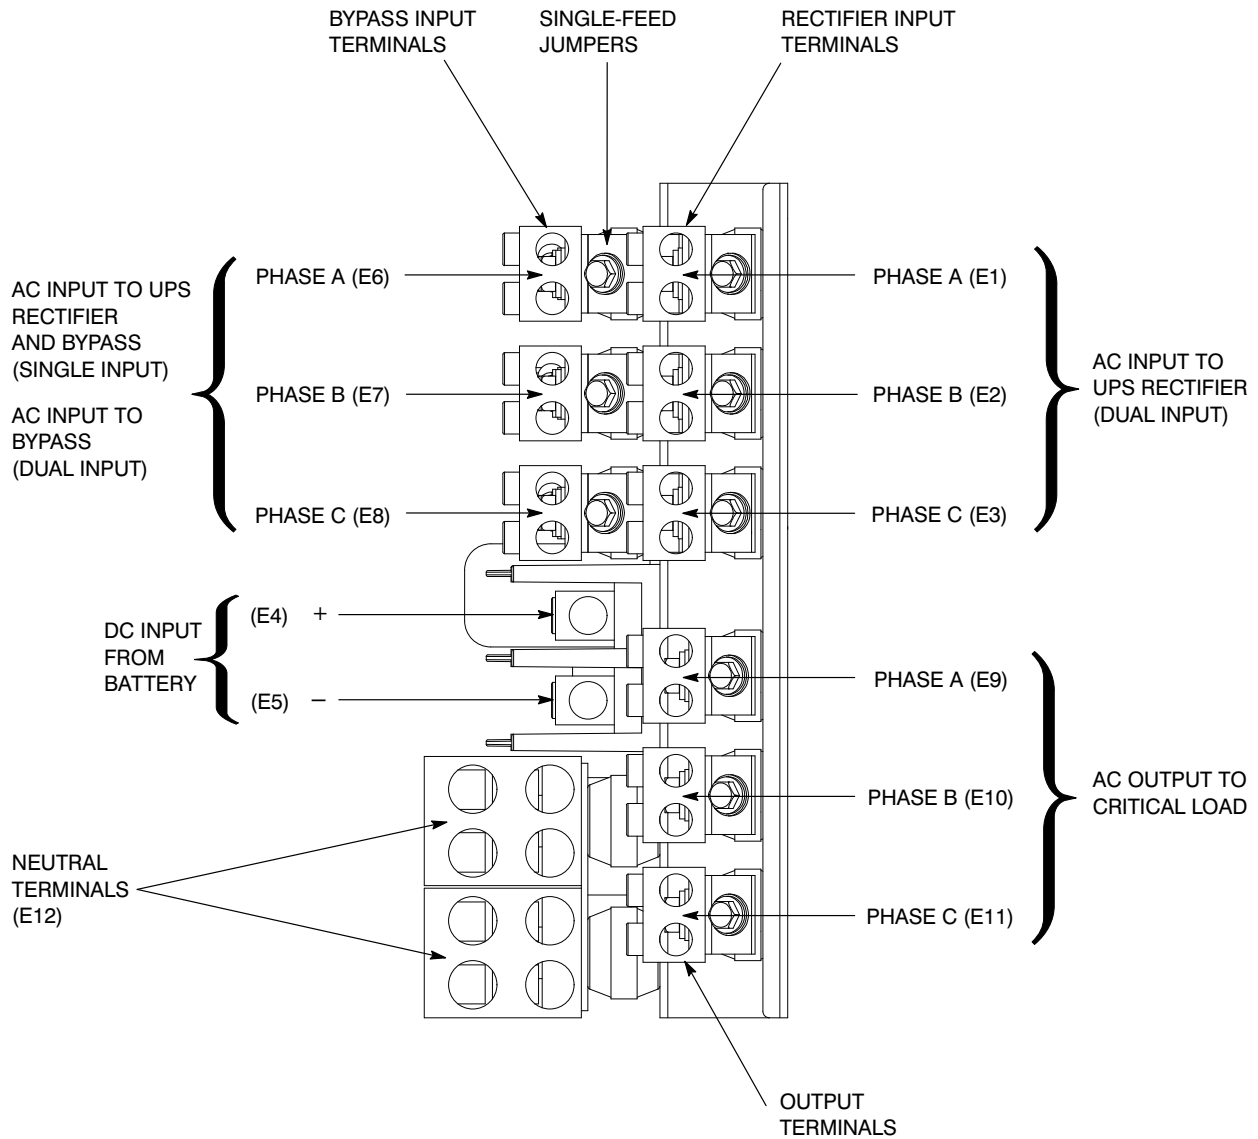 BYPASS INPUT
TERMINALS
SINGLE-FEED
JUMPERS
RECTIFIER INPUT
TERMINALS
AC INPUT TO UPS
RECTIFIER
AND BYPASS
(SINGLE INPUT)
AC INPUT TO
BYPASS
(DUAL INPUT)
PHASE A (E6)
PHASE B (E7)
PHASE C (E8)
PHASE A (E1)
PHASE B (E2)
PHASE C (E3)
AC INPUT TO
UPS RECTIFIER
(DUAL INPUT)
DC INPUT
FROM
BATTERY
(E4) +
(E5) –
PHASE A (E9)
PHASE B (E10)
PHASE C (E11)
AC OUTPUT TO
CRITICAL LOAD
NEUTRAL
TERMINALS
(E12)
OUTPUT
TERMINALS